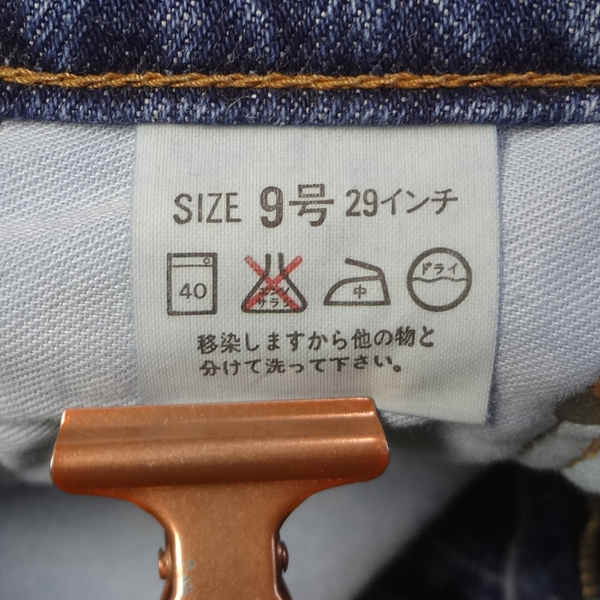 SIZE 9号 29インチ
40 エンソ サラシ 中 ドライ
移染しますから他の物と
分けて洗って下さい。